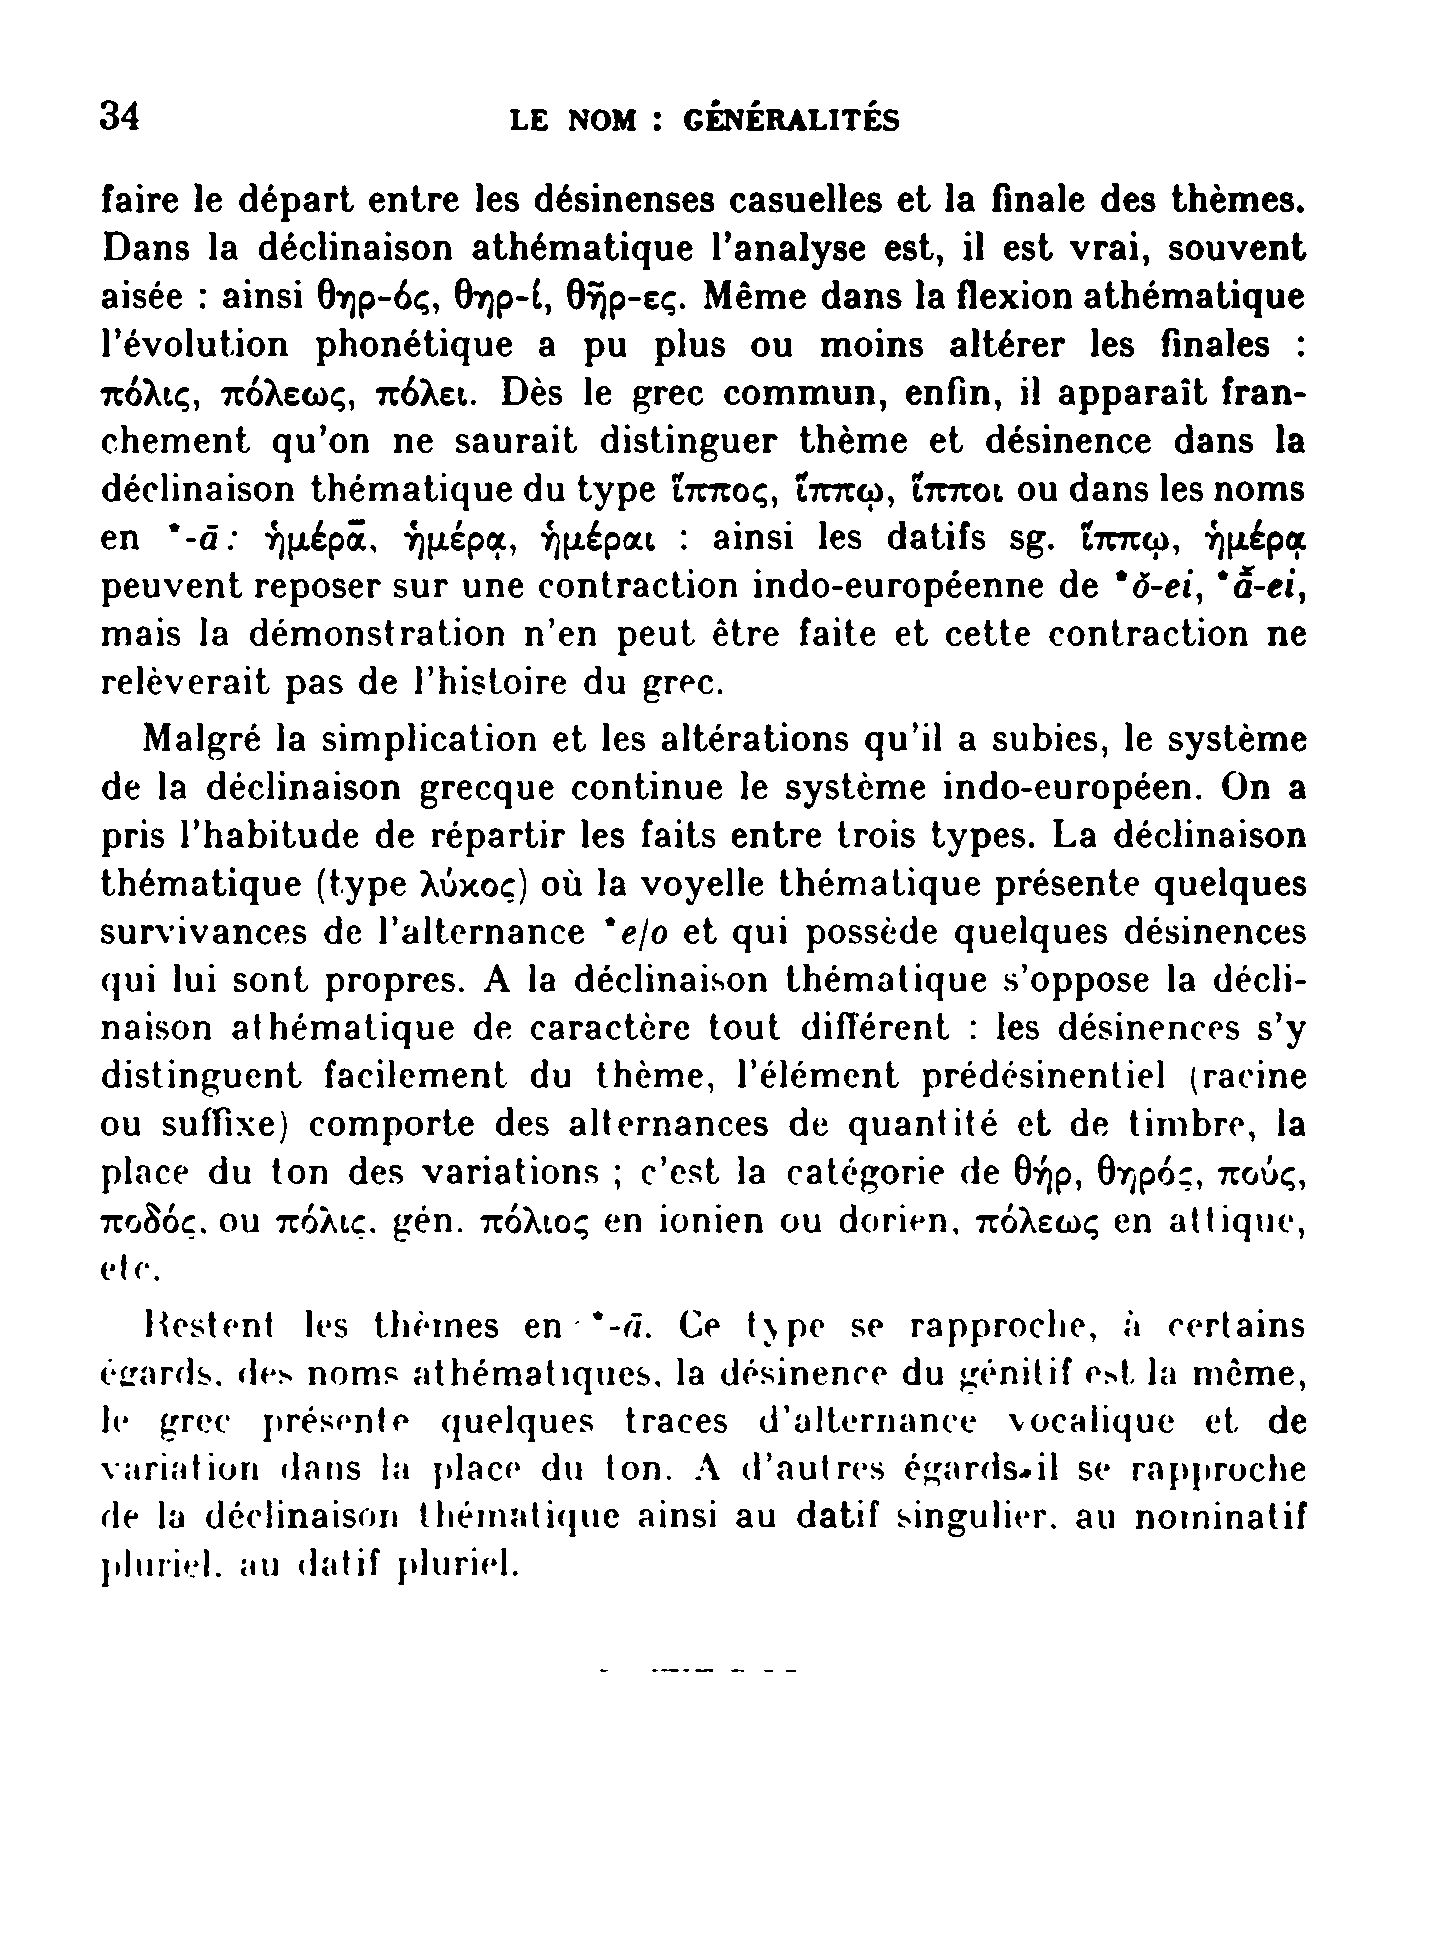 34
LE NOM : GÉNÉRALITÉS
faire le départ entre les désinenses casuelles et la finale des thèmes.
Dans la déclinaison athématique l'analyse est, il est vrai, souvent
aisée : ainsi θηρ-ός, θηρ-ί, θῆρ-ες. Même dans la flexion athématique
l'évolution phonétique a pu plus ou moins altérer les finales :
πόλις, πόλεως, πόλει. Dès le grec commun, enfin, il apparaît fran-
chement qu'on ne saurait distinguer thème et désinence dans la
déclinaison thématique du type ἵππος, ἵππῳ, ἵπποι ou dans les noms
en *-ā : ἡμέρᾱ, ἡμέρᾳ, ἡμέραι : ainsi les datifs sg. ἵππῳ, ἡμέρᾳ
peuvent reposer sur une contraction indo-européenne de *ŏ-ei, *ā̆-ei,
mais la démonstration n'en peut être faite et cette contraction ne
relèverait pas de l'histoire du grec.
Malgré la simplication et les altérations qu'il a subies, le système
de la déclinaison grecque continue le système indo-européen. On a
pris l'habitude de répartir les faits entre trois types. La déclinaison
thématique (type λύκος) où la voyelle thématique présente quelques
survivances de l'alternance *e/o et qui possède quelques désinences
qui lui sont propres. A la déclinaison thématique s'oppose la décli-
naison athématique de caractère tout différent : les désinences s'y
distinguent facilement du thème, l'élément prédésinentiel (racine
ou suffixe) comporte des alternances de quantité et de timbre, la
place du ton des variations ; c'est la catégorie de θήρ, θηρός, πούς,
ποδός, ou πόλις, gén. πόλιος en ionien ou dorien, πόλεως en attique,
etc.
Restent les thèmes en *-ā. Ce type se rapproche, à certains
égards, des noms athématiques, la désinence du génitif est la même,
le grec présente quelques traces d'alternance vocalique et de
variation dans la place du ton. A d'autres égards, il se rapproche
de la déclinaison thématique ainsi au datif singulier, au nominatif
pluriel, au datif pluriel.